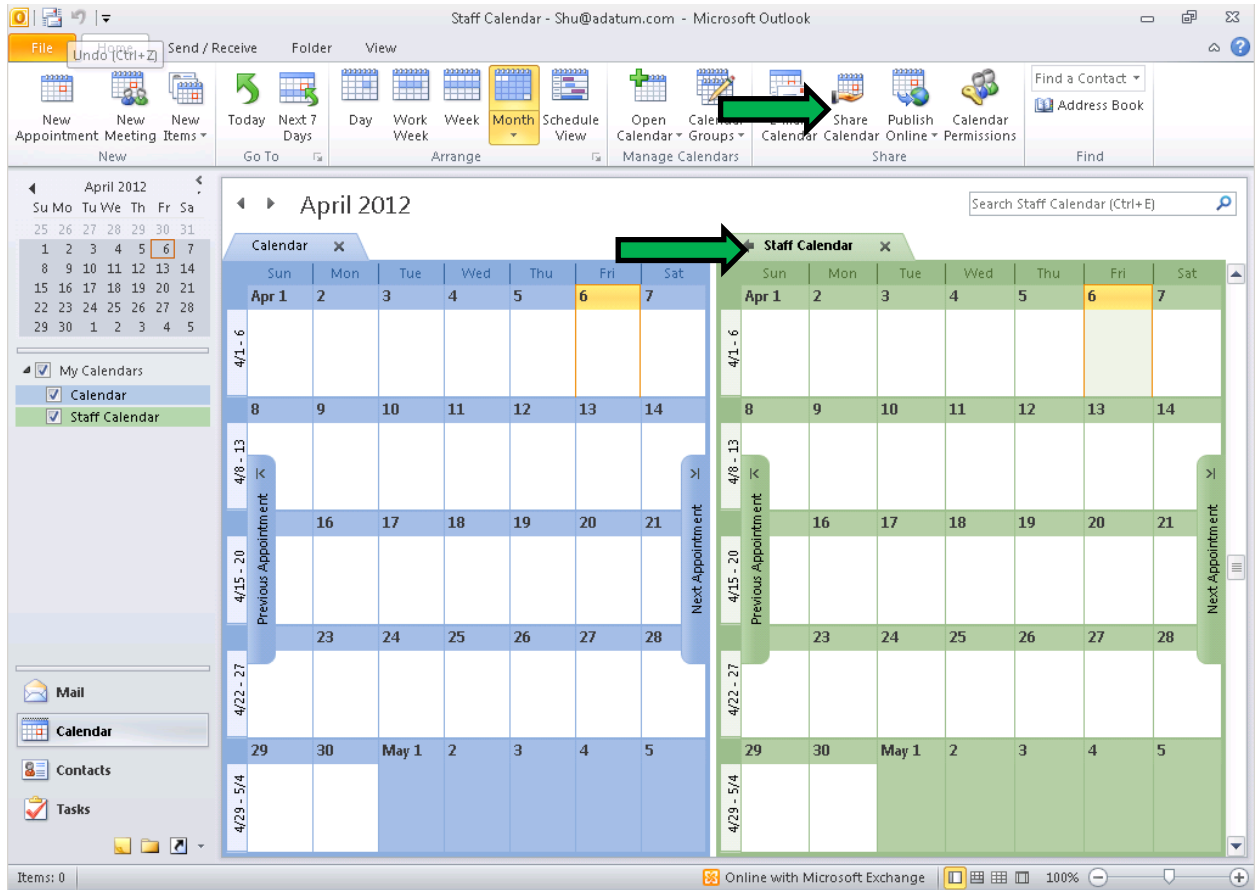 Staff Calendar - Shu@adatum.com - Microsoft Outlook
File Home Send / Receive Folder View
Undo (Ctrl+Z)
New Appointment
New Meeting
New Items
New
Today
Next 7 Days
Go To
Day
Work Week
Week
Month
Schedule View
Arrange
Open Calendar
Calendar Groups
Manage Calendars
Calendar
Share Calendar
Publish Online
Calendar Permissions
Share
Find a Contact
Address Book
Find
April 2012
Su Mo Tu We Th Fr Sa
25 26 27 28 29 30 31
1 2 3 4 5 6 7
8 9 10 11 12 13 14
15 16 17 18 19 20 21
22 23 24 25 26 27 28
29 30 1 2 3 4 5
My Calendars
Calendar
Staff Calendar
Mail
Calendar
Contacts
Tasks
April 2012
Search Staff Calendar (Ctrl+E)
Calendar
Sun Mon Tue Wed Thu Fri Sat
Apr 1 2 3 4 5 6 7
4/1 - 6
8 9 10 11 12 13 14
4/8 - 13
16 17 18 19 20 21
4/15 - 20
23 24 25 26 27 28
4/22 - 27
29 30 May 1 2 3 4 5
4/29 - 5/4
Previous Appointment
Next Appointment
Staff Calendar
Sun Mon Tue Wed Thu Fri Sat
Apr 1 2 3 4 5 6 7
4/1 - 6
8 9 10 11 12 13 14
4/8 - 13
16 17 18 19 20 21
4/15 - 20
23 24 25 26 27 28
4/22 - 27
29 30 May 1 2 3 4 5
4/29 - 5/4
Previous Appointment
Next Appointment
Items: 0
Online with Microsoft Exchange
100%